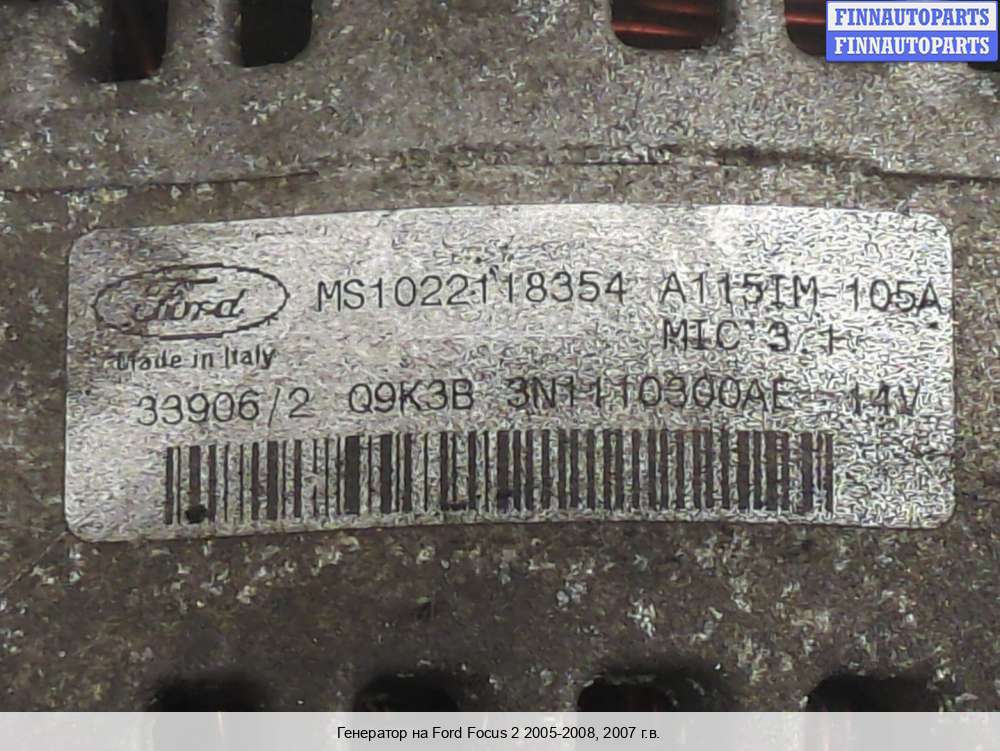 FINNAUTOPARTS
FINNAUTOPARTS
Ford MS1022118354 A115IM-105A
Made in Italy MIC 3.1
33906/2 Q9K3B 3N1110300AE 14V
Генератор на Ford Focus 2 2005-2008, 2007 г.в.